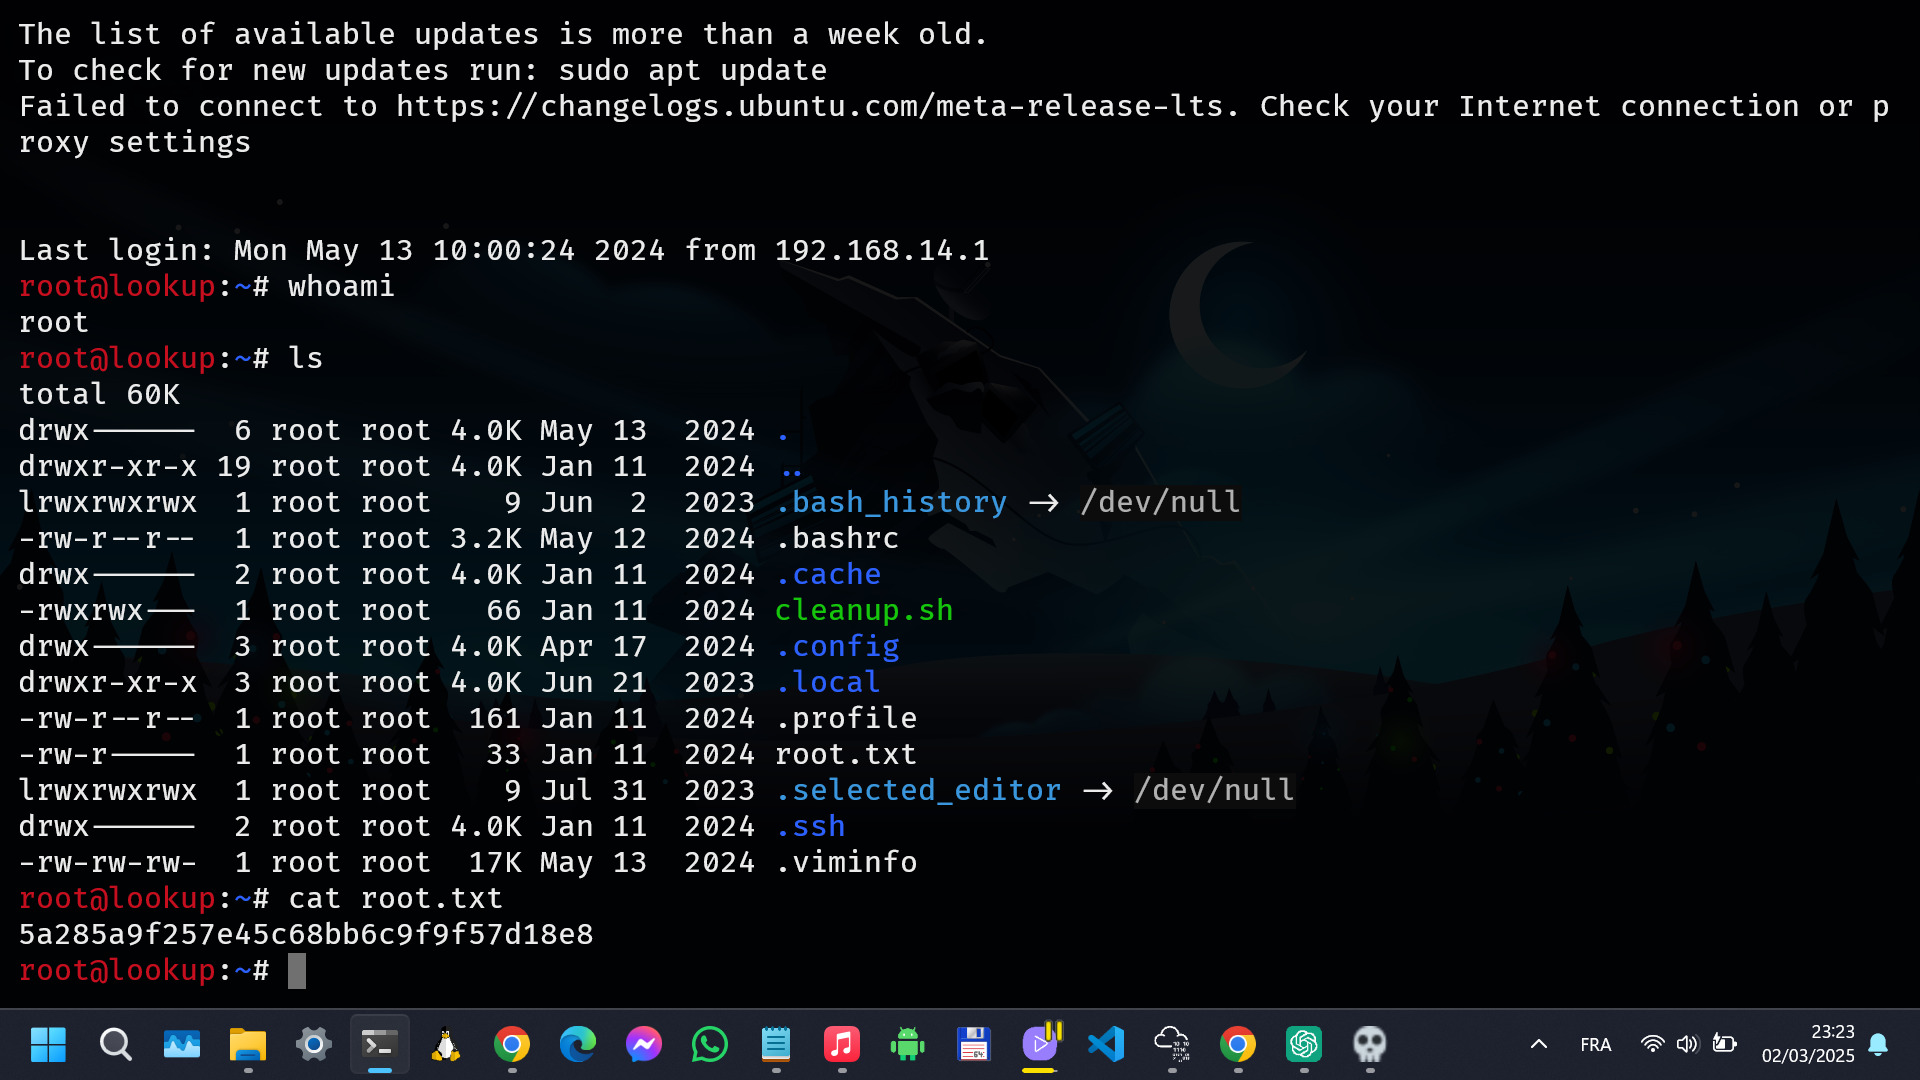 The list of available updates is more than a week old.
To check for new updates run: sudo apt update
Failed to connect to https://changelogs.ubuntu.com/meta-release-lts. Check your Internet connection or p
roxy settings
Last login: Mon May 13 10:00:24 2024 from 192.168.14.1
root@lookup:~# whoami
root
root@lookup:~# ls
total 60K
drwx------  6 root root 4.0K May 13  2024 .
drwxr-xr-x 19 root root 4.0K Jan 11  2024 ..
lrwxrwxrwx  1 root root    9 Jun  2  2023 .bash_history -> /dev/null
-rw-r--r--  1 root root 3.2K May 12  2024 .bashrc
drwx------  2 root root 4.0K Jan 11  2024 .cache
-rwxrwx---  1 root root   66 Jan 11  2024 cleanup.sh
drwx------  3 root root 4.0K Apr 17  2024 .config
drwxr-xr-x  3 root root 4.0K Jun 21  2023 .local
-rw-r--r--  1 root root  161 Jan 11  2024 .profile
-rw-r-----  1 root root   33 Jan 11  2024 root.txt
lrwxrwxrwx  1 root root    9 Jul 31  2023 .selected_editor -> /dev/null
drwx------  2 root root 4.0K Jan 11  2024 .ssh
-rw-rw-rw-  1 root root  17K May 13  2024 .viminfo
root@lookup:~# cat root.txt
5a285a9f257e45c68bb6c9f9f57d18e8
root@lookup:~#
FRA
23:23
02/03/2025